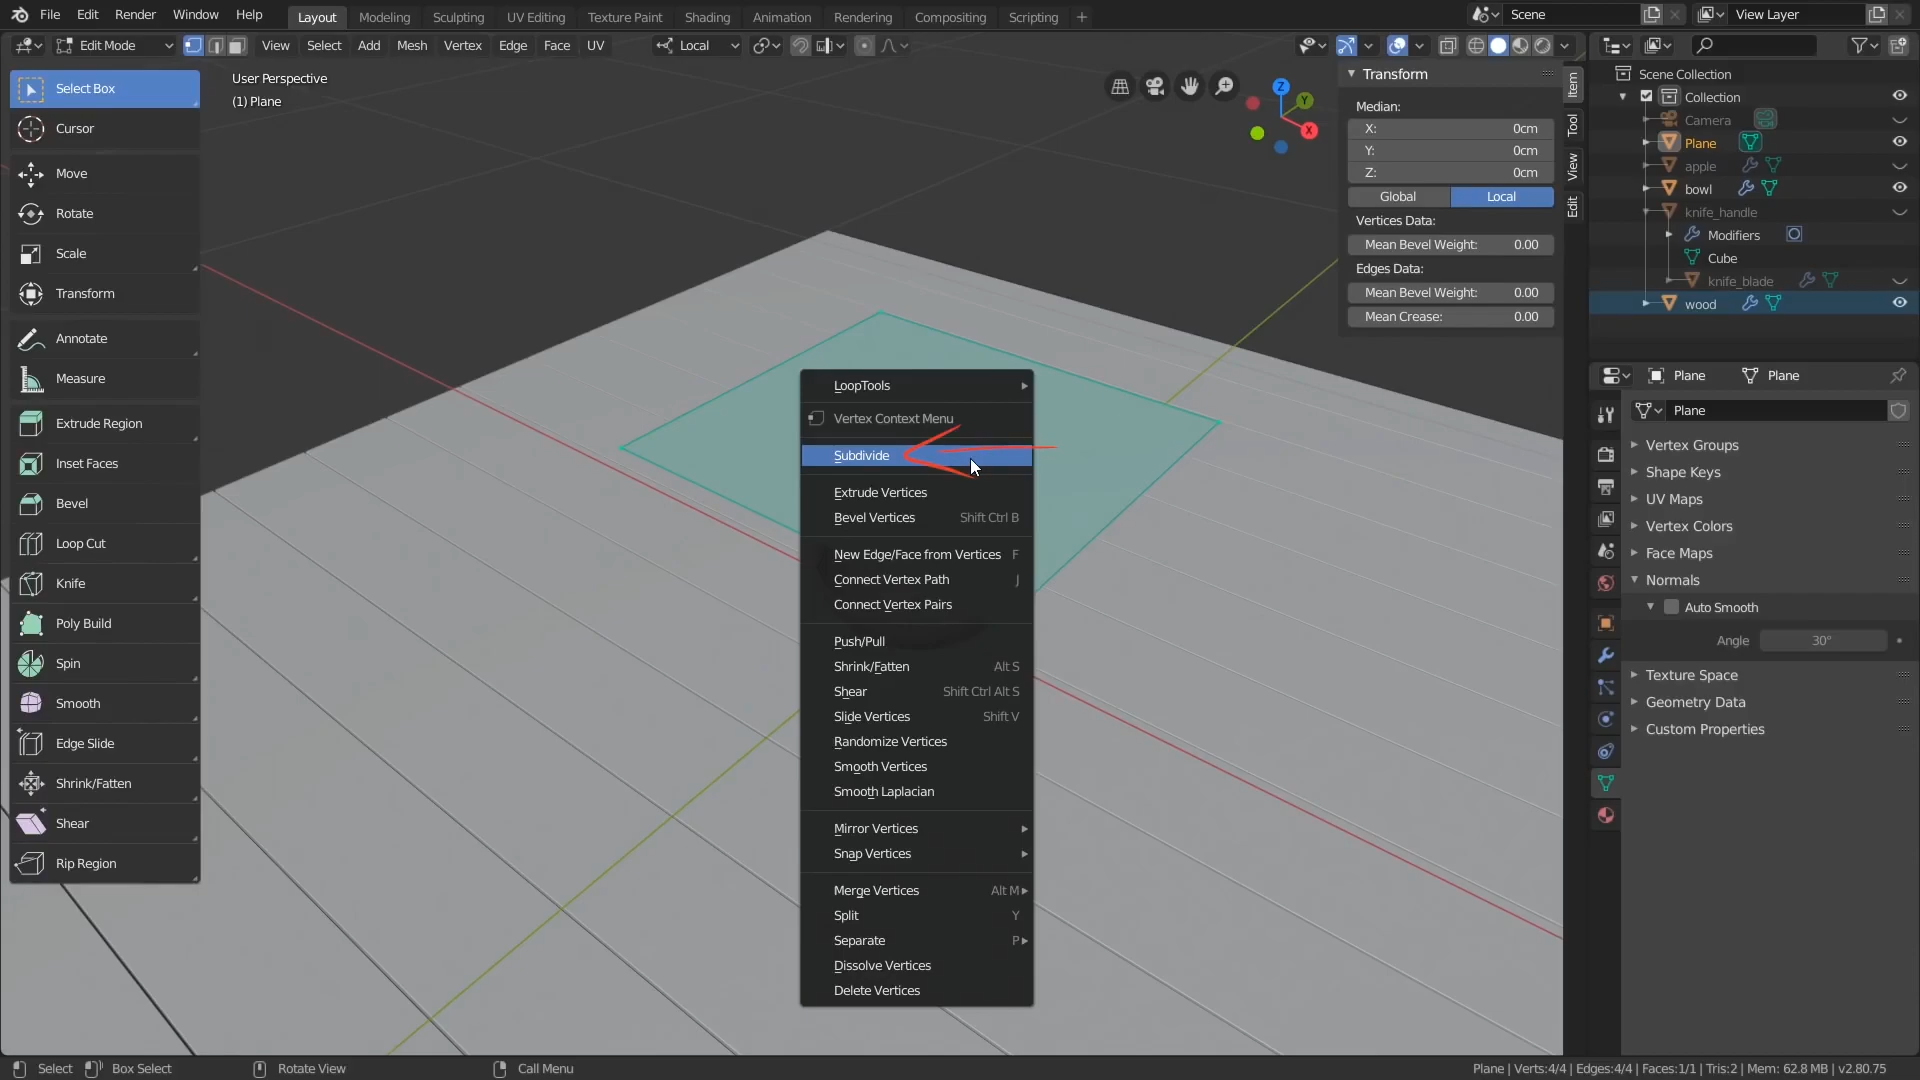 File Edit Render Window Help Layout Modeling Sculpting UV Editing Texture Paint Shading Animation Rendering Compositing Scripting + Scene View Layer
Edit Mode View Select Add Mesh Vertex Edge Face UV Local
Select Box
Cursor
Move
Rotate
Scale
Transform
Annotate
Measure
Extrude Region
Inset Faces
Bevel
Loop Cut
Knife
Poly Build
Spin
Smooth
Edge Slide
Shrink/Fatten
Shear
Rip Region
User Perspective
(1) Plane
Z
Y
X
LoopTools
Vertex Context Menu
Subdivide
Extrude Vertices
Bevel Vertices Shift Ctrl B
New Edge/Face from Vertices F
Connect Vertex Path J
Connect Vertex Pairs
Push/Pull
Shrink/Fatten Alt S
Shear Shift Ctrl Alt S
Slide Vertices Shift V
Randomize Vertices
Smooth Vertices
Smooth Laplacian
Mirror Vertices
Snap Vertices
Merge Vertices Alt M
Split Y
Separate P
Dissolve Vertices
Delete Vertices
Transform
Median:
X: 0cm
Y: 0cm
Z: 0cm
Global Local
Vertices Data:
Mean Bevel Weight: 0.00
Edges Data:
Mean Bevel Weight: 0.00
Mean Crease: 0.00
Item
Tool
View
Edit
Scene Collection
Collection
Camera
Plane
apple
bowl
knife_handle
Modifiers
Cube
knife_blade
wood
Plane Plane
Plane
Vertex Groups
Shape Keys
UV Maps
Vertex Colors
Face Maps
Normals
Auto Smooth
Angle 30°
Texture Space
Geometry Data
Custom Properties
Select Box Select Rotate View Call Menu Plane | Verts:4/4 | Edges:4/4 | Faces:1/1 | Tris:2 | Mem: 62.8 MB | v2.80.75